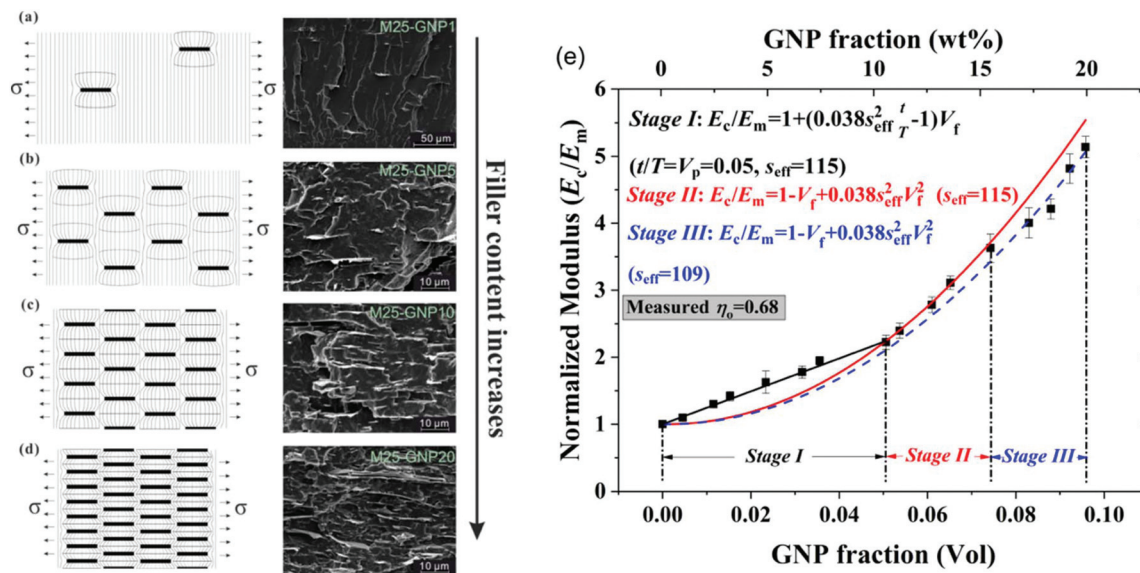 (a)
σ
σ
M25-GNP1
50 μm
(b)
σ
σ
M25-GNP5
10 μm
(c)
σ
σ
M25-GNP10
10 μm
(d)
σ
σ
M25-GNP20
10 μm
Filler content increases
(e)
GNP fraction (wt%)
0 5 10 15 20
Normalized Modulus (Ec/Em)
6
5
4
3
2
1
0
Stage I: Ec/Em=1+(0.038s²eff t/T-1)Vf
(t/T=Vp=0.05, seff=115)
Stage II: Ec/Em=1-Vf+0.038s²effV²f (seff=115)
Stage III: Ec/Em=1-Vf+0.038s²effV²f
(seff=109)
Measured ηo=0.68
Stage I Stage II Stage III
0.00 0.02 0.04 0.06 0.08 0.10
GNP fraction (Vol)